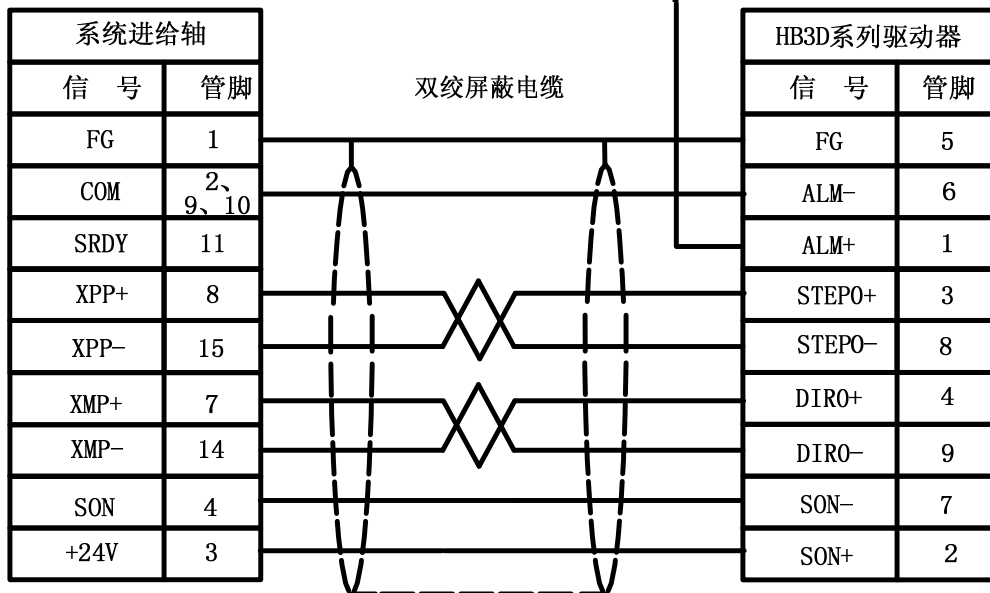 系统进给轴
信 号 管脚
FG 1
COM 2、
9、10
SRDY 11
XPP+ 8
XPP- 15
XMP+ 7
XMP- 14
SON 4
+24V 3
双绞屏蔽电缆
HB3D系列驱动器
信 号 管脚
FG 5
ALM- 6
ALM+ 1
STEPO+ 3
STEPO- 8
DIRO+ 4
DIRO- 9
SON- 7
SON+ 2